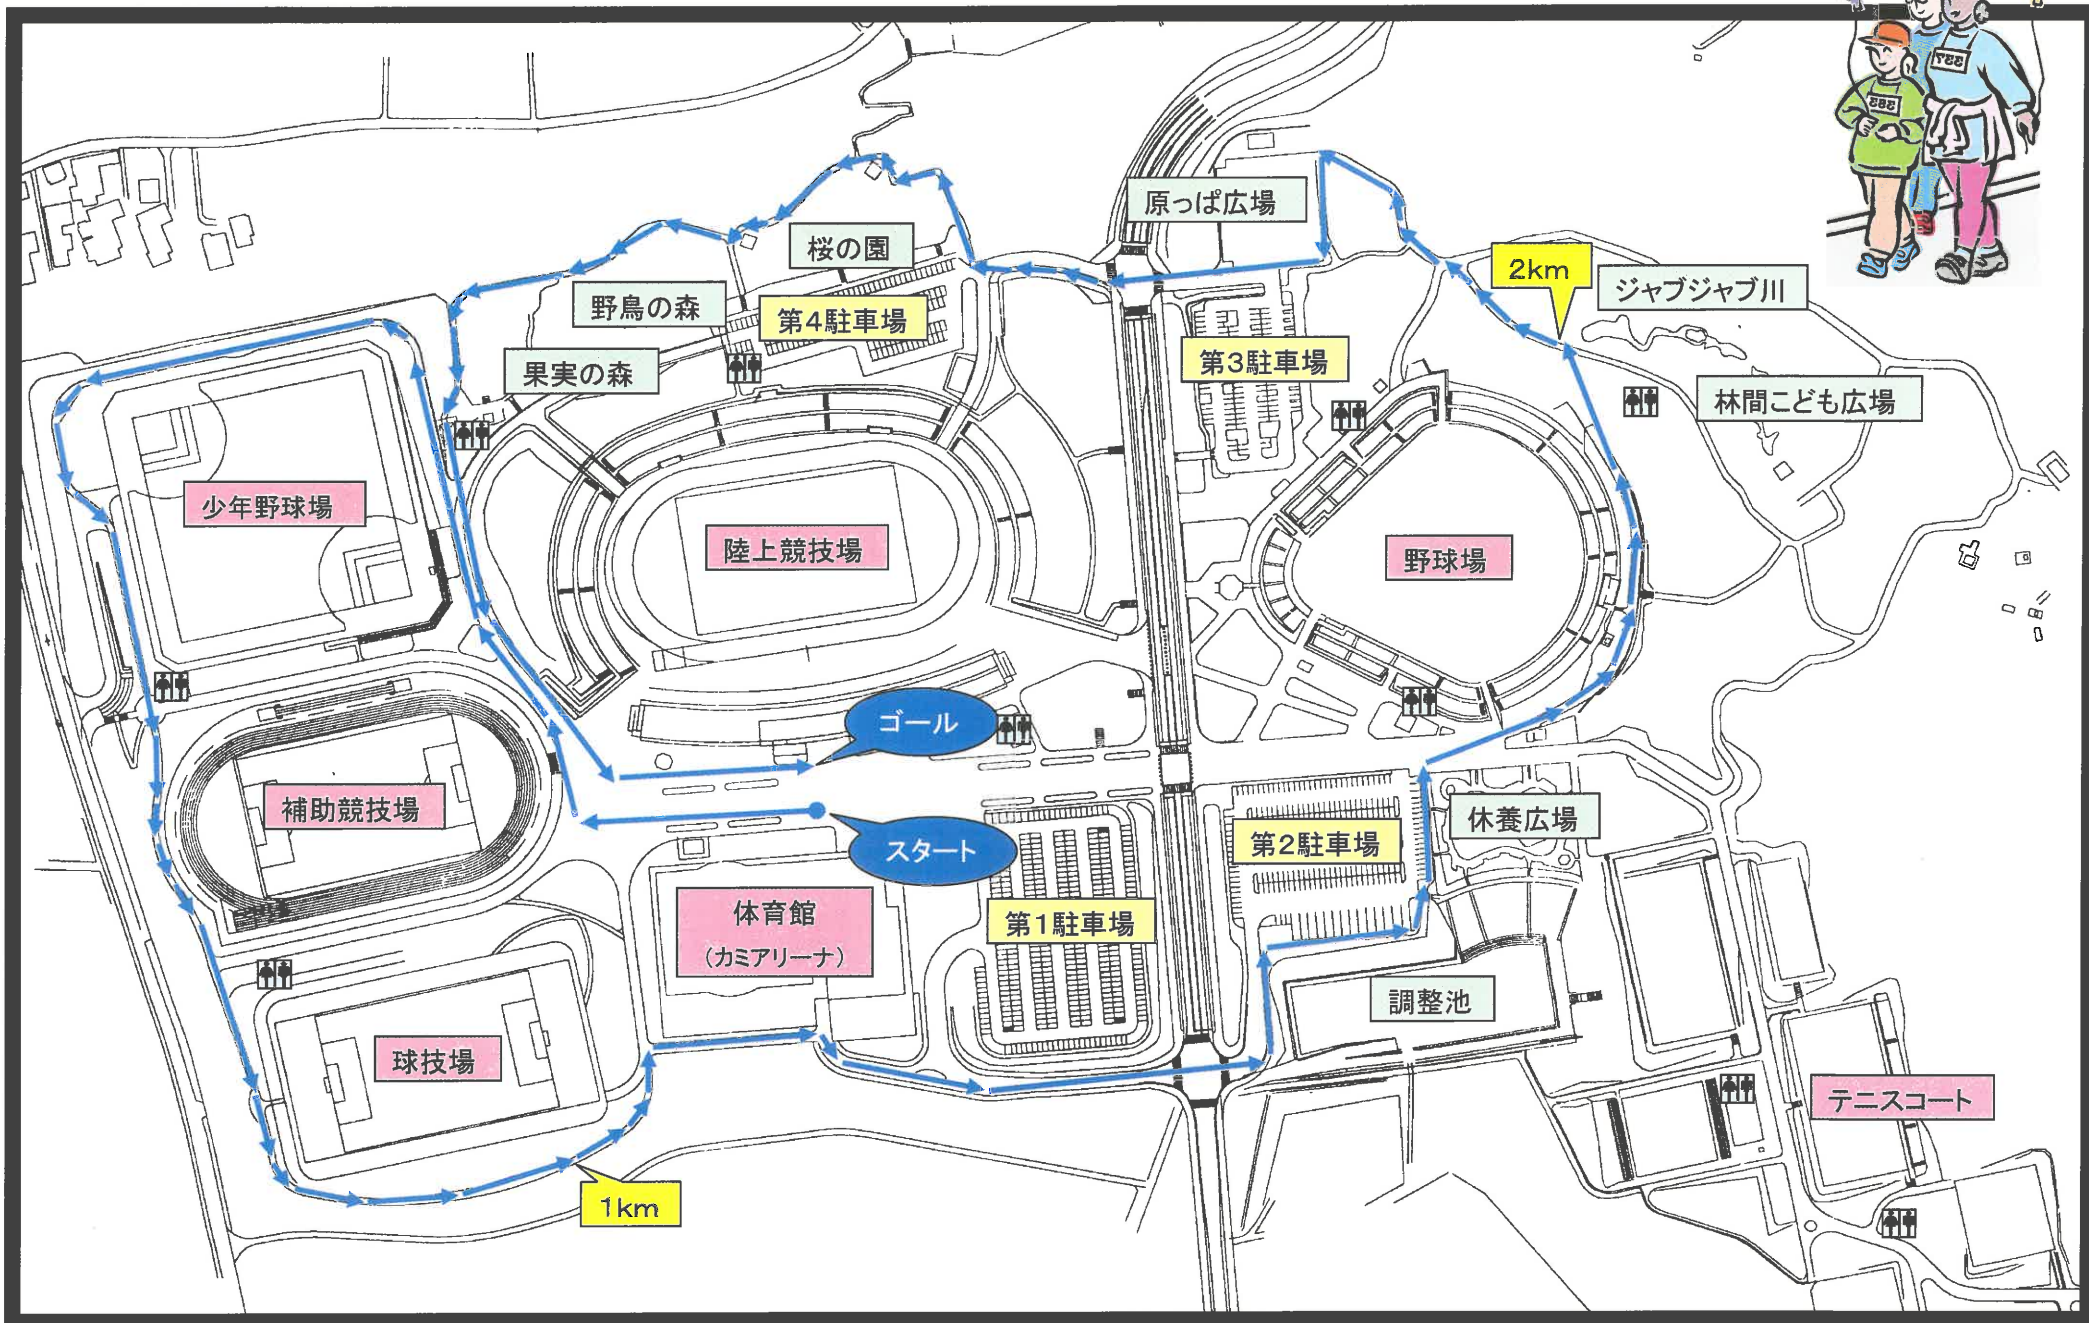 原っぱ広場
桜の園
2km
ジャブジャブ川
野鳥の森
第4駐車場
第3駐車場
果実の森
林間こども広場
少年野球場
陸上競技場
野球場
ゴール
補助競技場
スタート
第2駐車場
休養広場
体育館
(カミアリーナ)
第1駐車場
調整池
球技場
テニスコート
1km